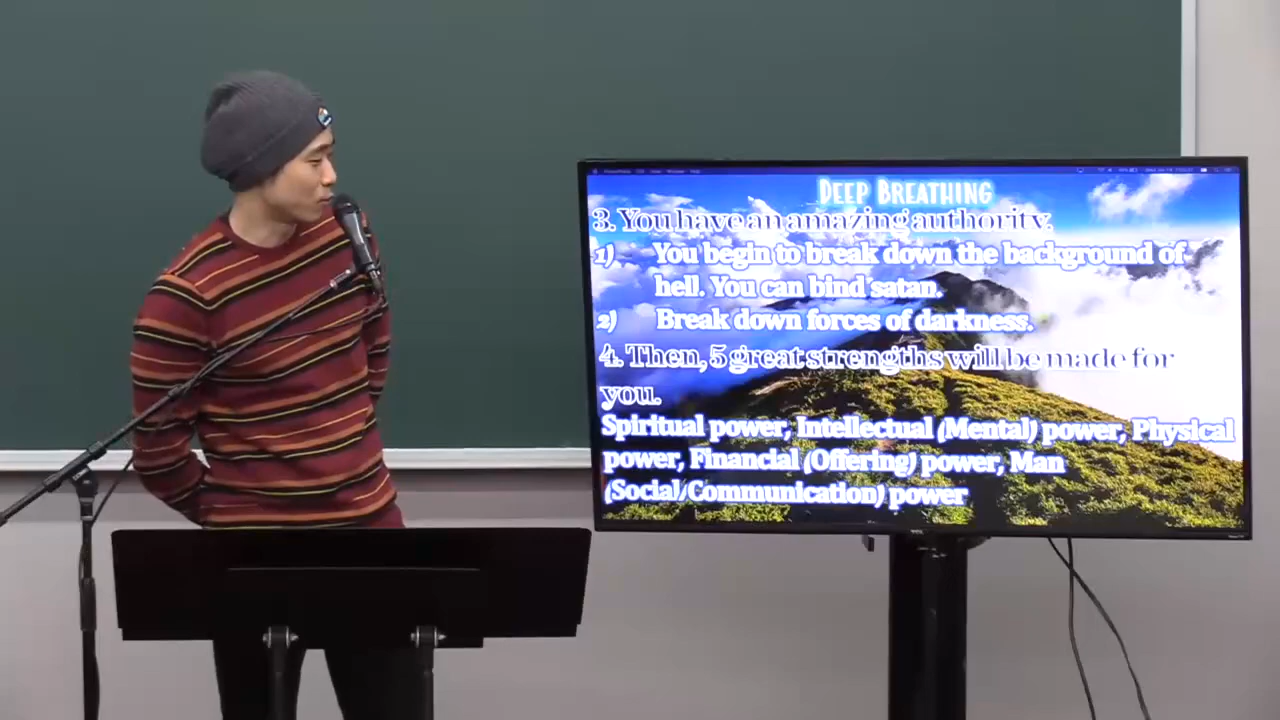 DEEP BREATHING
3. You have an amazing authority.
1) You begin to break down the background of
hell. You can bind satan.
2) Break down forces of darkness.
4. Then, 5 great strengths will be made for
you.
Spiritual power, Intellectual (Mental) power, Physical
power, Financial (Offering) power, Man
(Social/Communication) power